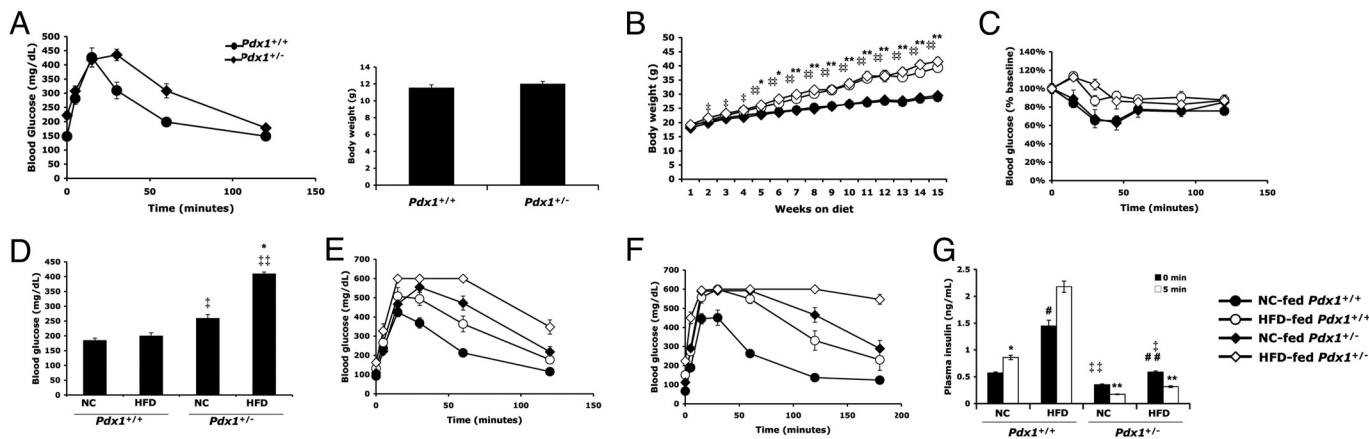 A
Blood Glucose (mg/dL)
500
450
400
350
300
250
200
150
100
50
0
0 50 100 150
Time (minutes)
Pdx1+/+
Pdx1+/-
Body weight (g)
14
12
10
8
6
4
2
0
Pdx1+/+ Pdx1+/-
B
Body weight (g)
50
45
40
35
30
25
20
15
10
5
0
1 2 3 4 5 6 7 8 9 10 11 12 13 14 15
Weeks on diet
C
Blood glucose (% baseline)
160%
140%
120%
100%
80%
60%
40%
20%
0%
0 50 100 150
Time (minutes)
D
Blood glucose (mg/dL)
450
400
350
300
250
200
150
100
50
0
‡
*
‡‡
NC HFD NC HFD
Pdx1+/+ Pdx1+/-
E
Blood glucose (mg/dL)
700
600
500
400
300
200
100
0
0 50 100 150
Time (minutes)
F
Blood glucose (mg/dL)
700
600
500
400
300
200
100
0
0 50 100 150 200
Time (minutes)
G
Plasma insulin (ng/mL)
2.5
2
1.5
1
0.5
0
0 min
5 min
*
#
‡‡
**
‡
##
**
NC HFD NC HFD
Pdx1+/+ Pdx1+/-
NC-fed Pdx1+/+
HFD-fed Pdx1+/+
NC-fed Pdx1+/-
HFD-fed Pdx1+/-